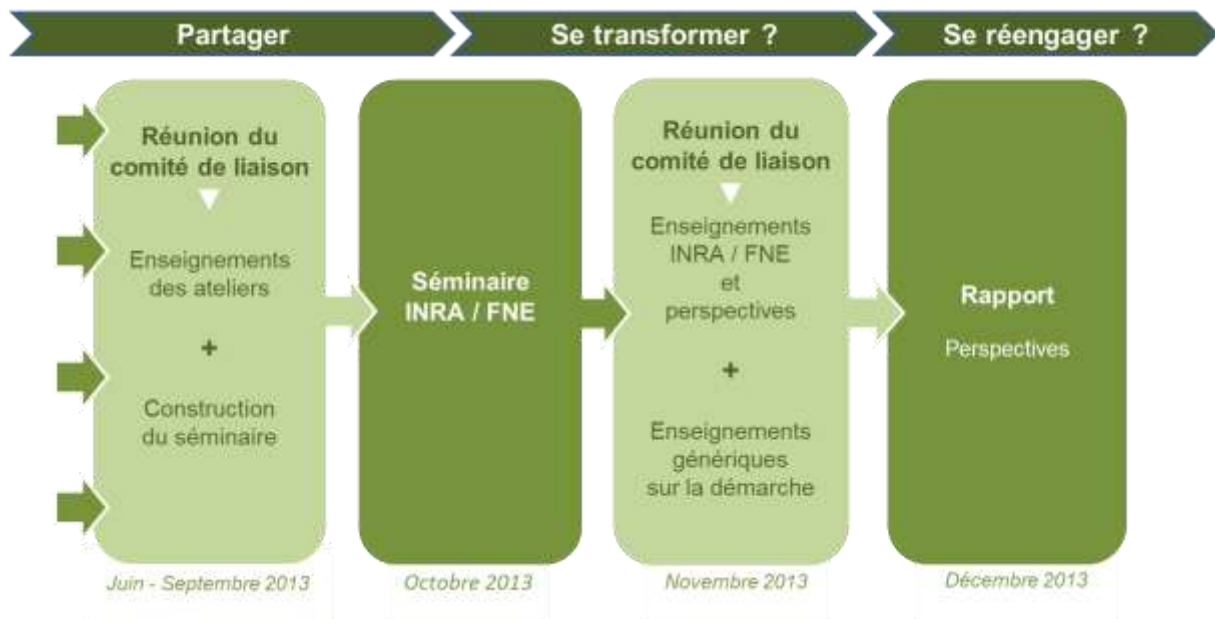 Partager
Se transformer ?
Se réengager ?
Réunion du
comité de liaison
Enseignements
des ateliers
+
Construction
du séminaire
Juin - Septembre 2013
Séminaire
INRA / FNE
Octobre 2013
Réunion du
comité de liaison
Enseignements
INRA / FNE
et
perspectives
+
Enseignements
génériques
sur la démarche
Novembre 2013
Rapport
Perspectives
Décembre 2013